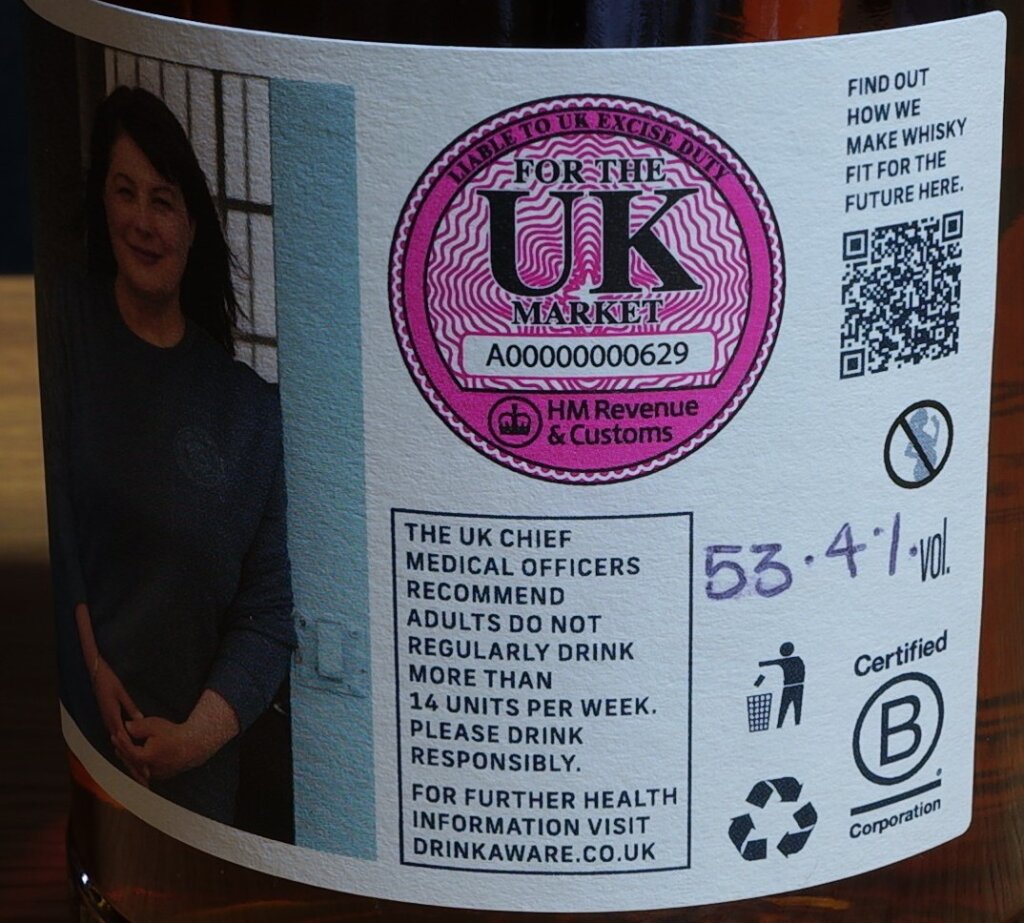 LIABLE TO UK EXCISE DUTY
FOR THE
UK
MARKET
A00000000629
HM Revenue
& Customs
THE UK CHIEF
MEDICAL OFFICERS
RECOMMEND
ADULTS DO NOT
REGULARLY DRINK
MORE THAN
14 UNITS PER WEEK.
PLEASE DRINK
RESPONSIBLY.
FOR FURTHER HEALTH
INFORMATION VISIT
DRINKAWARE.CO.UK
FIND OUT
HOW WE
MAKE WHISKY
FIT FOR THE
FUTURE HERE.
53.4%.vol.
Certified
B
Corporation